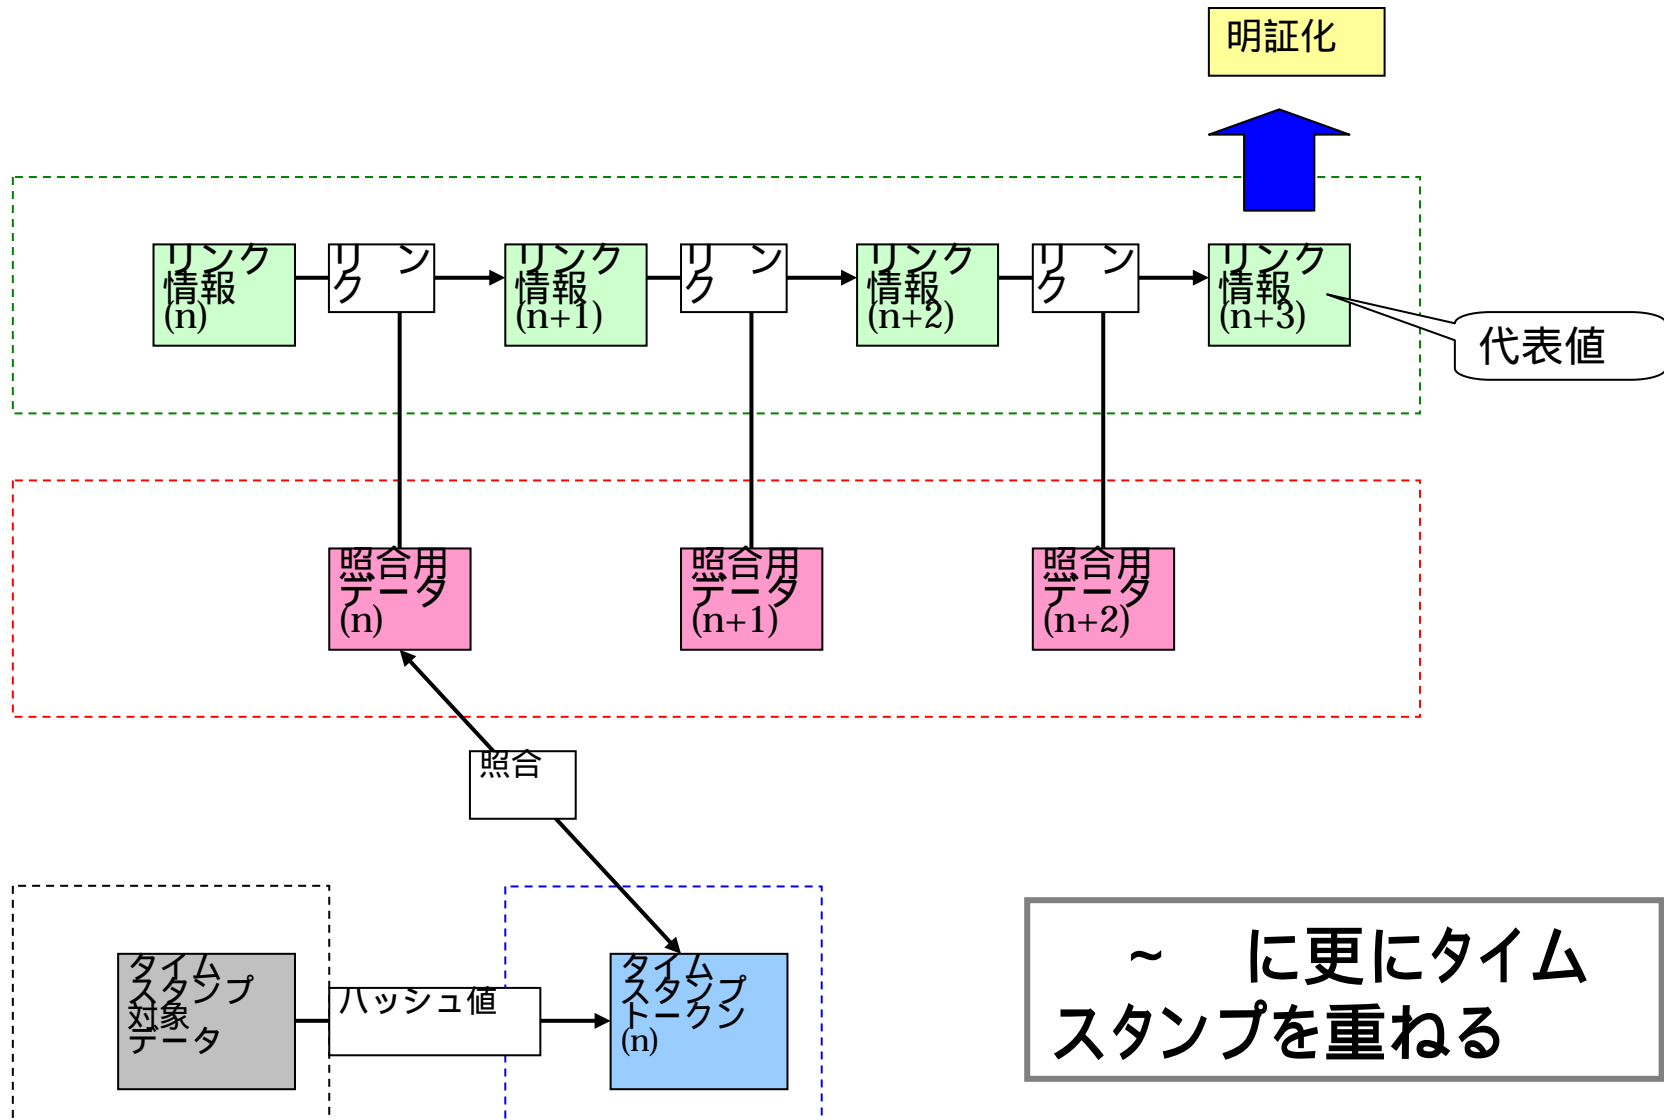 明証化
リンク
情報
(n)
リン
ク
リンク
情報
(n+1)
リン
ク
リンク
情報
(n+2)
リン
ク
リンク
情報
(n+3)
代表値
照合用
データ
(n)
照合用
データ
(n+1)
照合用
データ
(n+2)
照合
タイム
スタンプ
対象
データ
ハッシュ値
タイム
スタンプ
トークン
(n)
~ に更にタイム
スタンプを重ねる